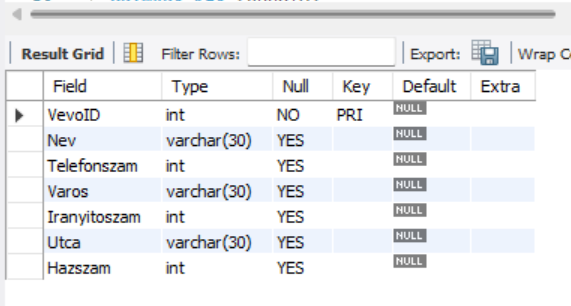 Result Grid Filter Rows: Export: Wrap C
Field Type Null Key Default Extra
VevoID int NO PRI NULL
Nev varchar(30) YES NULL
Telefonszam int YES NULL
Varos varchar(30) YES NULL
Iranyitoszam int YES NULL
Utca varchar(30) YES NULL
Hazszam int YES NULL